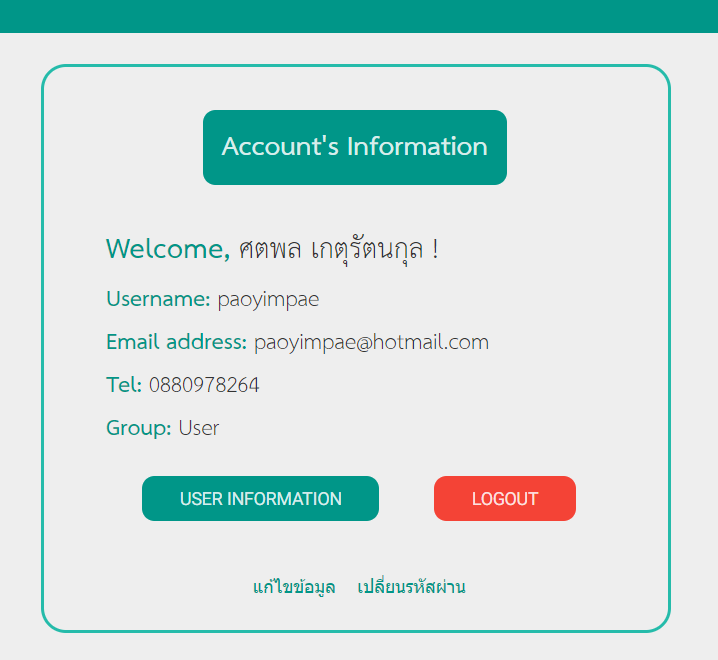 Account's Information
Welcome, ศตพล เกตุรัตนกุล !
Username: paoyimpae
Email address: paoyimpae@hotmail.com
Tel: 0880978264
Group: User
USER INFORMATION LOGOUT
แก้ไขข้อมูล เปลี่ยนรหัสผ่าน